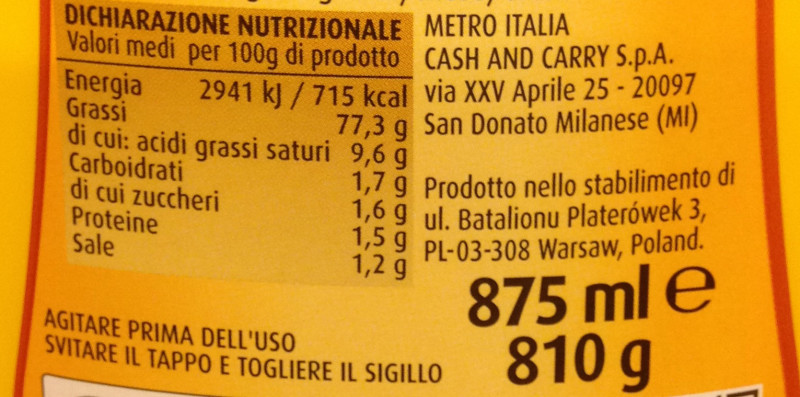 DICHIARAZIONE NUTRIZIONALE
Valori medi per 100g di prodotto
Energia 2941 kJ / 715 kcal
Grassi 77,3 g
di cui: acidi grassi saturi 9,6 g
Carboidrati 1,7 g
di cui zuccheri 1,6 g
Proteine 1,5 g
Sale 1,2 g
METRO ITALIA
CASH AND CARRY S.p.A.
via XXV Aprile 25 - 20097
San Donato Milanese (MI)
Prodotto nello stabilimento di
ul. Batalionu Platerówek 3,
PL-03-308 Warsaw, Poland.
875 ml e
810 g
AGITARE PRIMA DELL'USO
SVITARE IL TAPPO E TOGLIERE IL SIGILLO